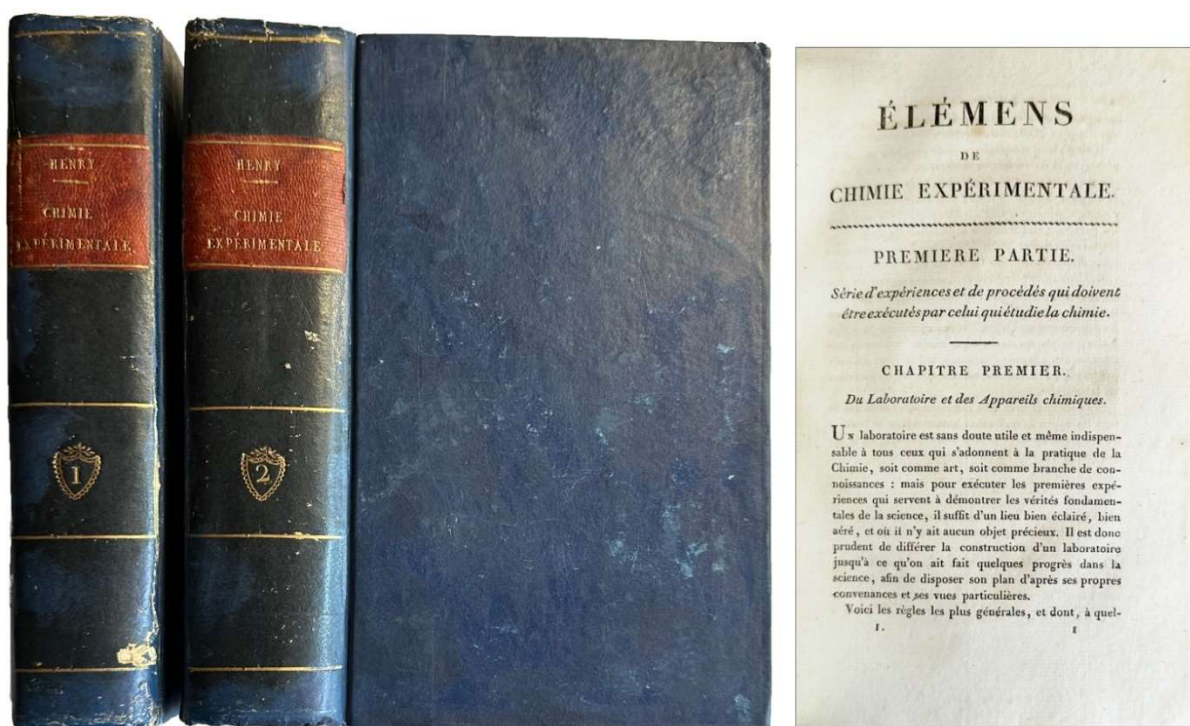 HENRY
CHIMIE
EXPÉRIMENTALE
1
HENRY
CHIMIE
EXPÉRIMENTALE
2
ÉLÉMENS
DE
CHIMIE EXPÉRIMENTALE.
PREMIERE PARTIE.
Série d'expériences et de procédés qui doivent
être exécutés par celui qui étudie la chimie.
CHAPITRE PREMIER.
Du Laboratoire et des Appareils chimiques.
UN laboratoire est sans doute utile et même indispen-
sable à tous ceux qui s'adonnent à la pratique de la
Chimie, soit comme art, soit comme branche de con-
noissances : mais pour exécuter les premières expé-
riences qui servent à démontrer les vérités fondamen-
tales de la science, il suffit d'un lieu bien éclairé, bien
aéré, et où il n'y ait aucun objet précieux. Il est donc
prudent de différer la construction d'un laboratoire
jusqu'à ce qu'on ait fait quelques progrès dans la
science, afin de disposer son plan d'après ses propres
convenances et ses vues particulières.
Voici les règles les plus générales, et dont, à quel-
1. 1